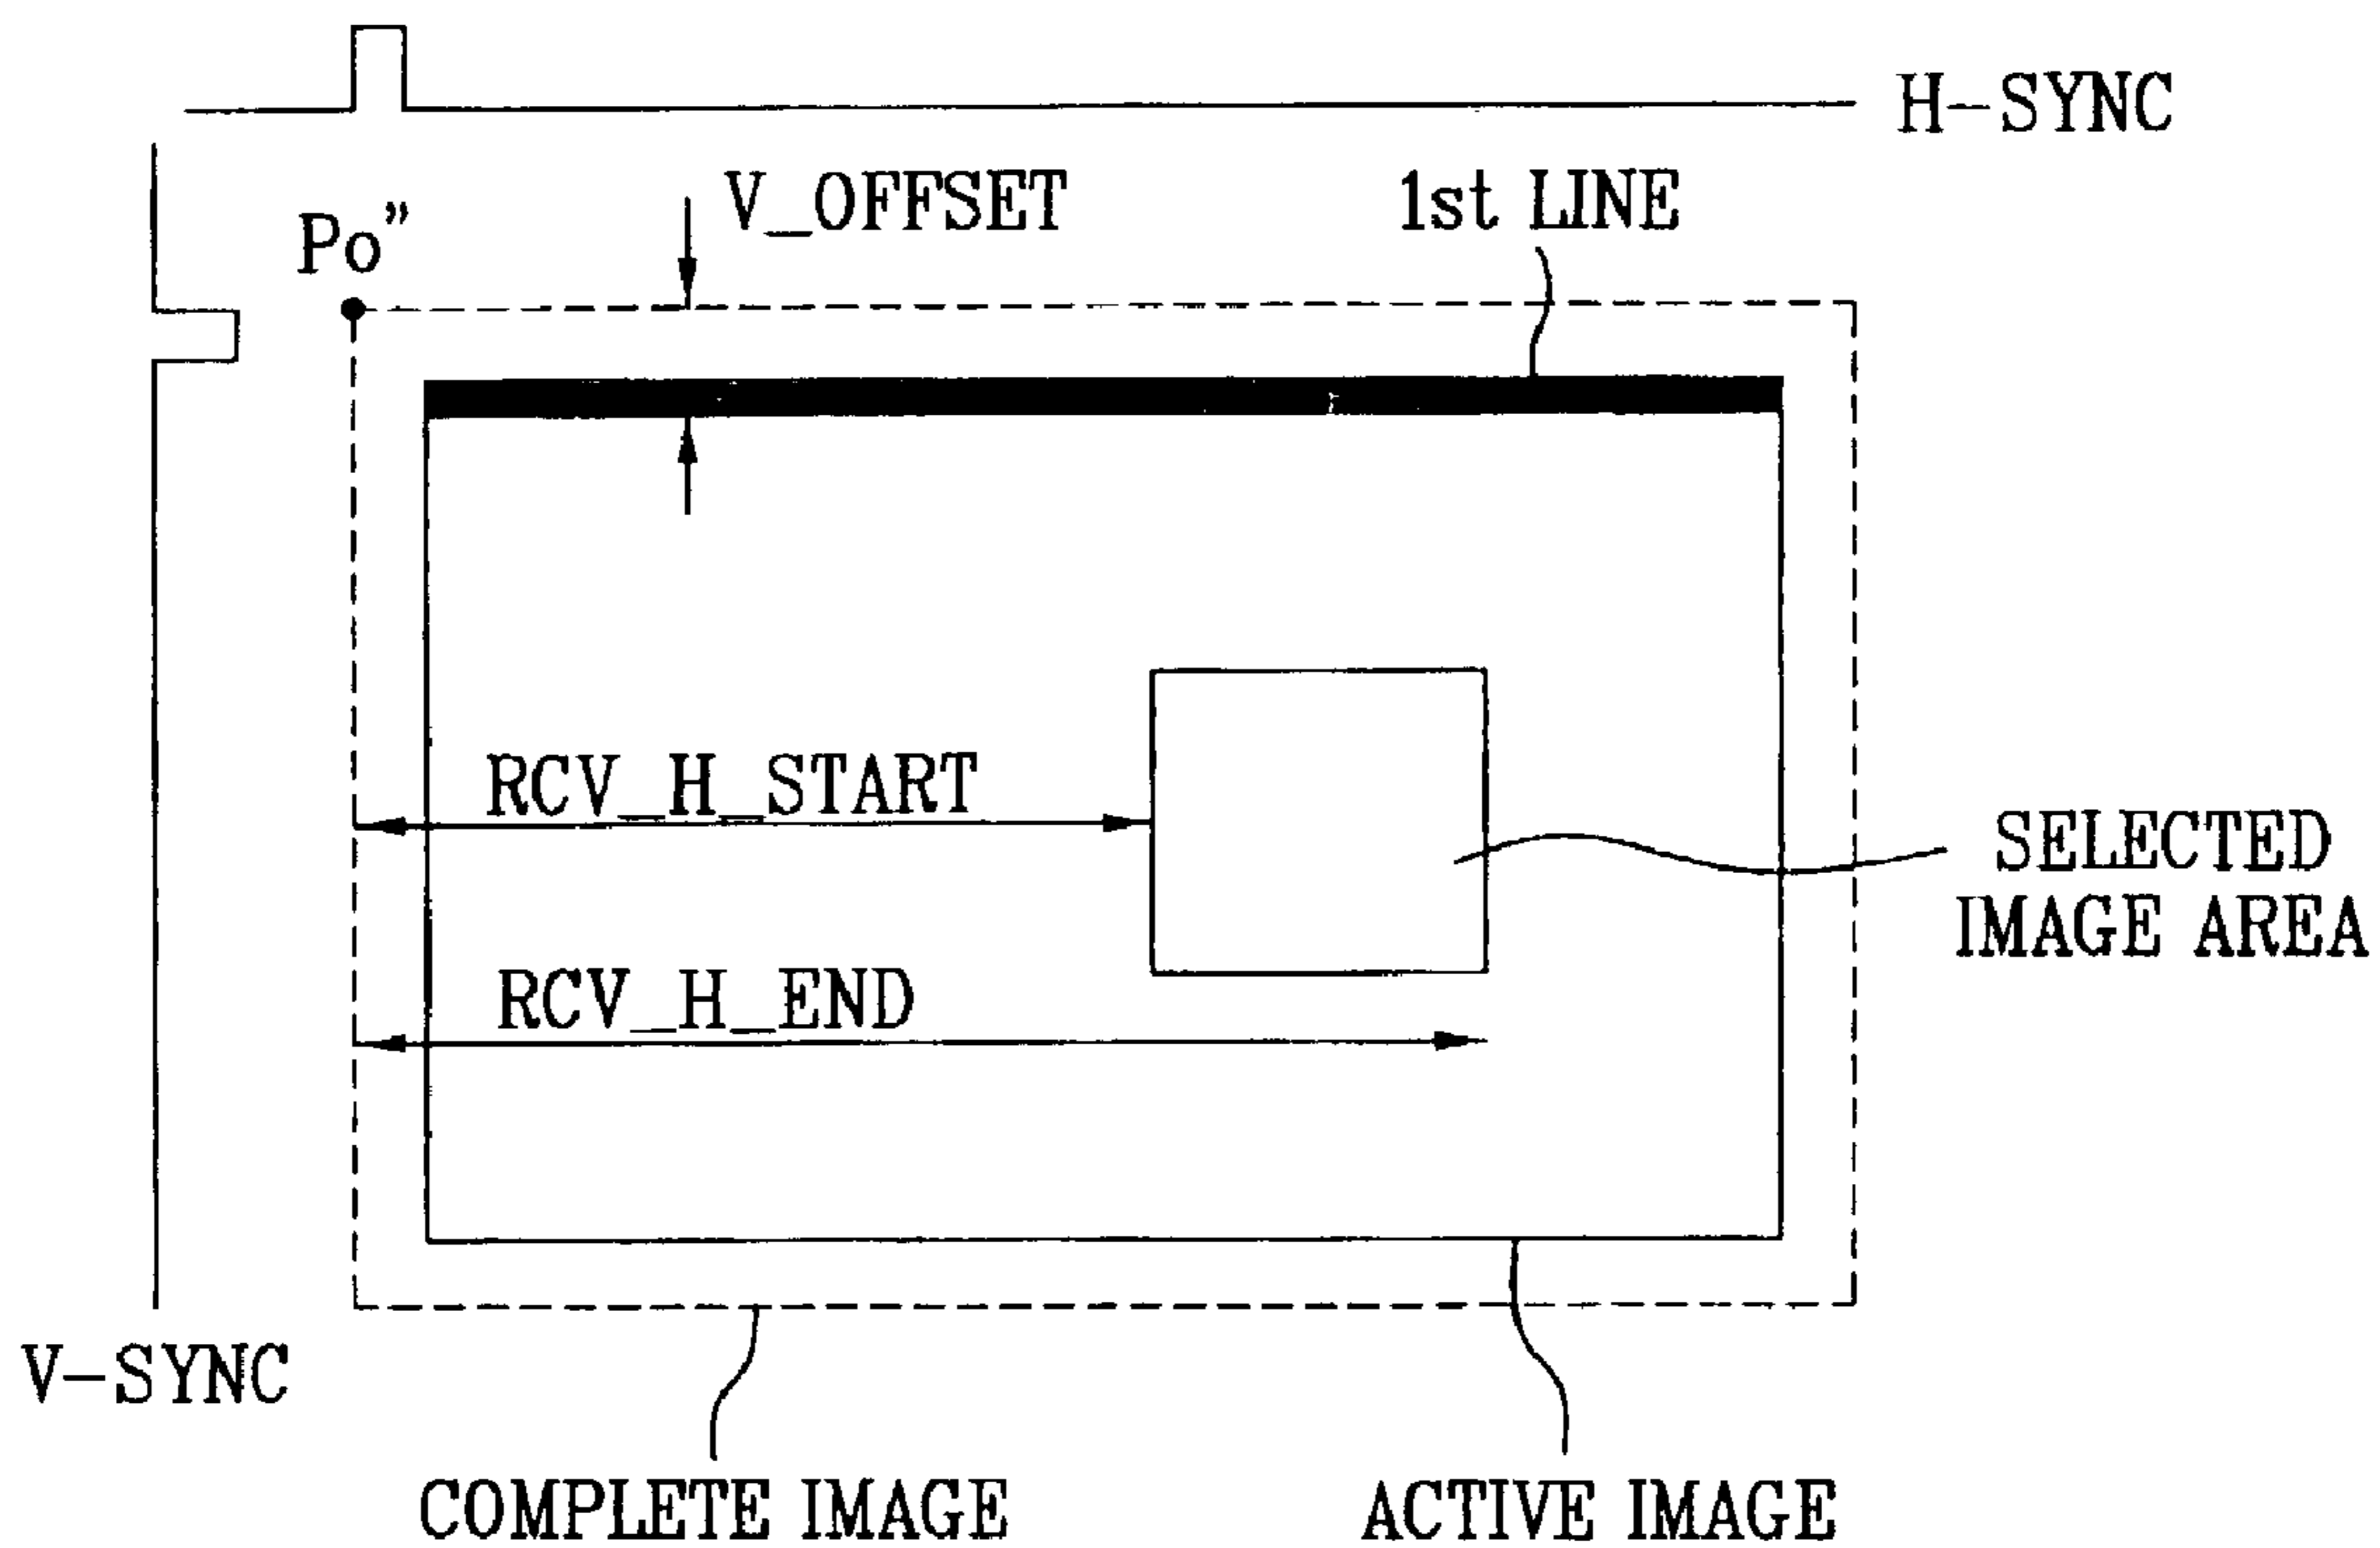 H-SYNC
V_OFFSET
1st LINE
Po”
RCV_H_START
SELECTED
IMAGE AREA
RCV_H_END
V-SYNC
COMPLETE IMAGE
ACTIVE IMAGE